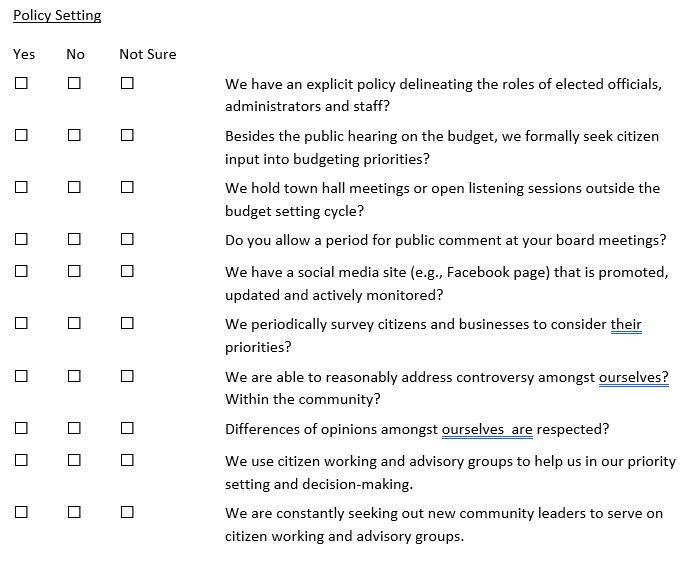 Policy Setting
Yes No Not Sure
☐ ☐ ☐ We have an explicit policy delineating the roles of elected officials,
administrators and staff?
☐ ☐ ☐ Besides the public hearing on the budget, we formally seek citizen
input into budgeting priorities?
☐ ☐ ☐ We hold town hall meetings or open listening sessions outside the
budget setting cycle?
☐ ☐ ☐ Do you allow a period for public comment at your board meetings?
☐ ☐ ☐ We have a social media site (e.g., Facebook page) that is promoted,
updated and actively monitored?
☐ ☐ ☐ We periodically survey citizens and businesses to consider their
priorities?
☐ ☐ ☐ We are able to reasonably address controversy amongst ourselves?
Within the community?
☐ ☐ ☐ Differences of opinions amongst ourselves are respected?
☐ ☐ ☐ We use citizen working and advisory groups to help us in our priority
setting and decision-making.
☐ ☐ ☐ We are constantly seeking out new community leaders to serve on
citizen working and advisory groups.